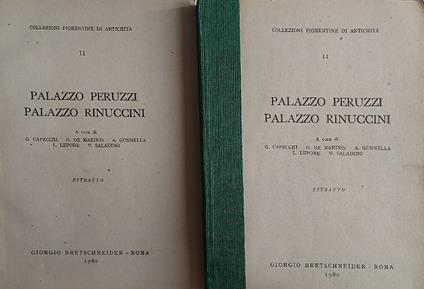 COLLEZIONI FIORENTINE DI ANTICHITÀ
II
PALAZZO PERUZZI
PALAZZO RINUCCINI
A cura di
G. CAPECCHI G. DE MARINIS A. GUNNELLA
L. LEPORE V. SALADINO
ESTRATTO
GIORGIO BRETSCHNEIDER - ROMA
1980
COLLEZIONI FIORENTINE DI ANTICHITÀ
II
PALAZZO PERUZZI
PALAZZO RINUCCINI
A cura di
G. CAPECCHI G. DE MARINIS A. GUNNELLA
L. LEPORE V. SALADINO
ESTRATTO
GIORGIO BRETSCHNEIDER - ROMA
1980